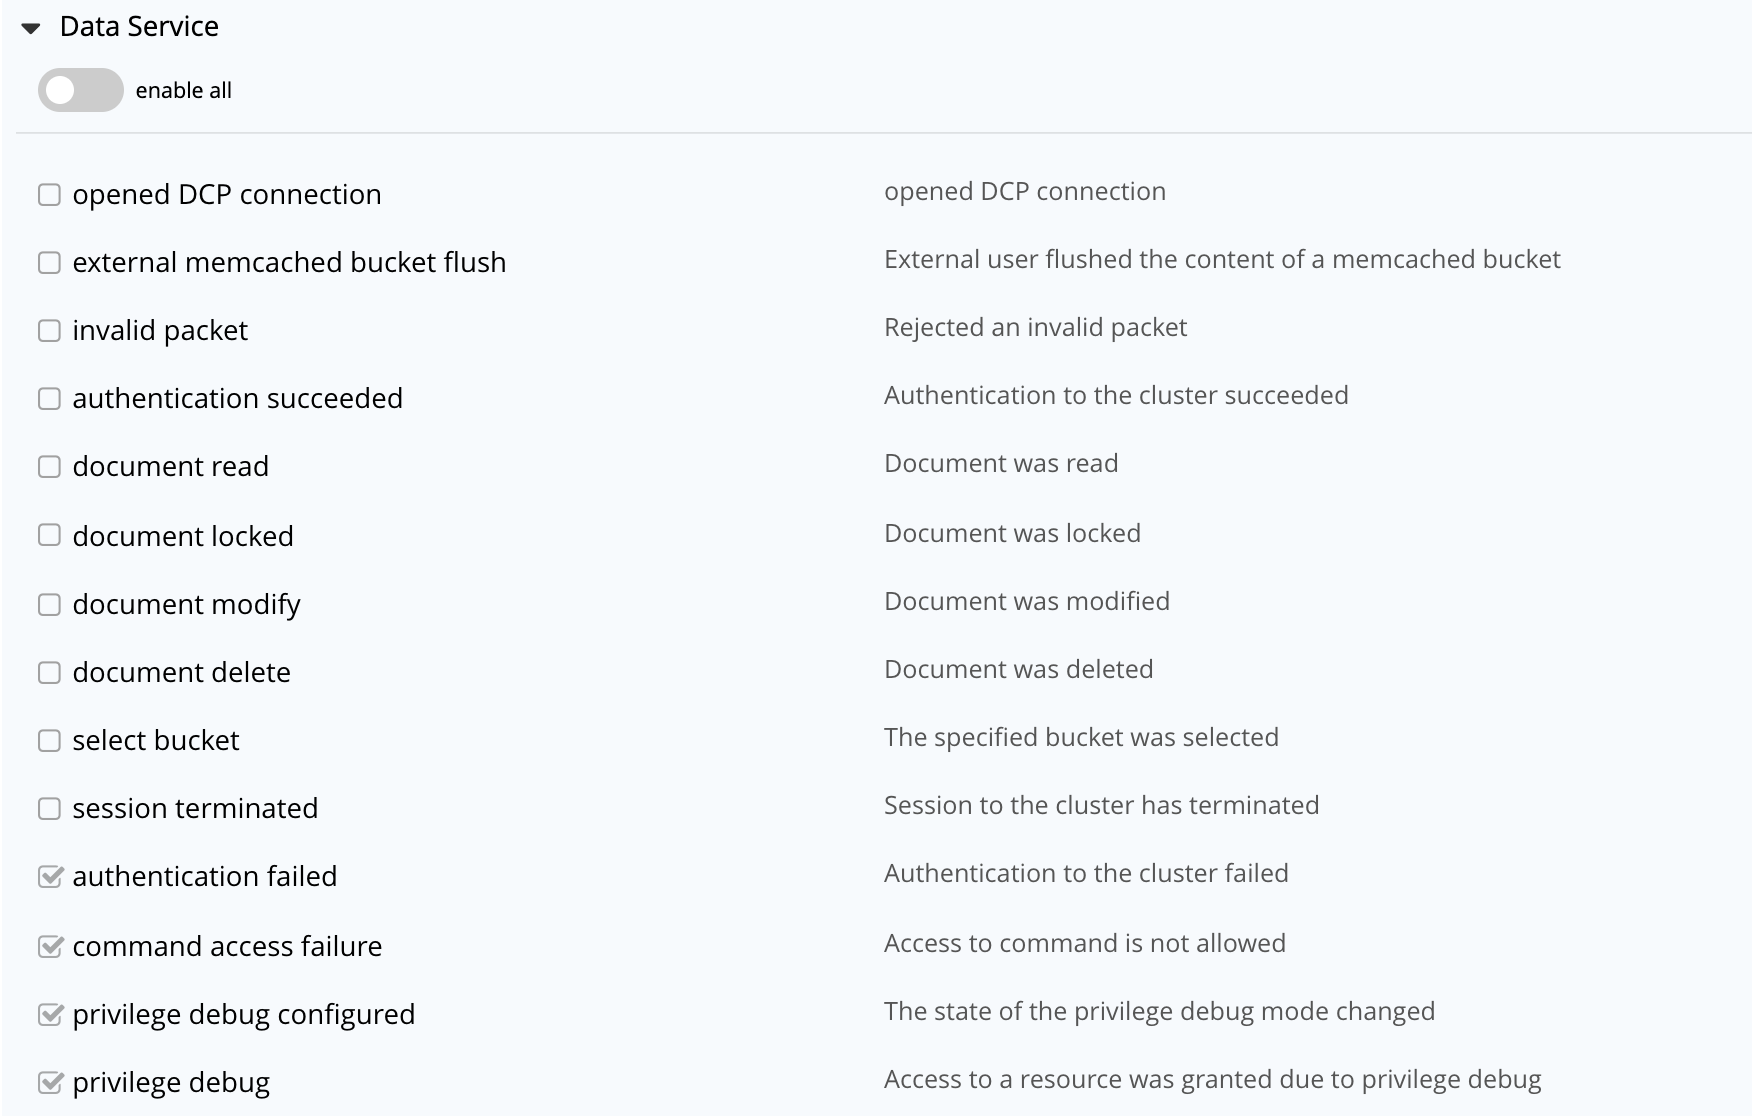 Data Service
enable all
opened DCP connection opened DCP connection
external memcached bucket flush External user flushed the content of a memcached bucket
invalid packet Rejected an invalid packet
authentication succeeded Authentication to the cluster succeeded
document read Document was read
document locked Document was locked
document modify Document was modified
document delete Document was deleted
select bucket The specified bucket was selected
session terminated Session to the cluster has terminated
authentication failed Authentication to the cluster failed
command access failure Access to command is not allowed
privilege debug configured The state of the privilege debug mode changed
privilege debug Access to a resource was granted due to privilege debug